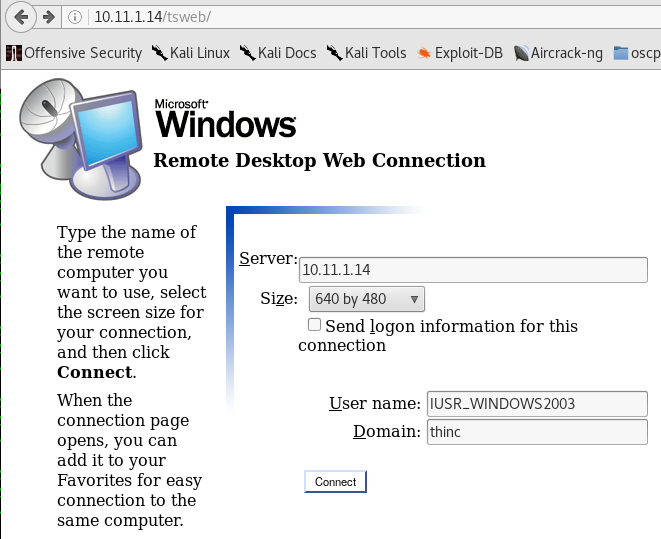 10.11.1.14/tsweb/
Offensive Security Kali Linux Kali Docs Kali Tools Exploit-DB Aircrack-ng oscp
Microsoft
Windows
Remote Desktop Web Connection
Type the name of
the remote
computer you
want to use, select
the screen size for
your connection,
and then click
Connect.
When the
connection page
opens, you can
add it to your
Favorites for easy
connection to the
same computer.
Server: 10.11.1.14
Size: 640 by 480
Send logon information for this
connection
User name: IUSR_WINDOWS2003
Domain: thinc
Connect